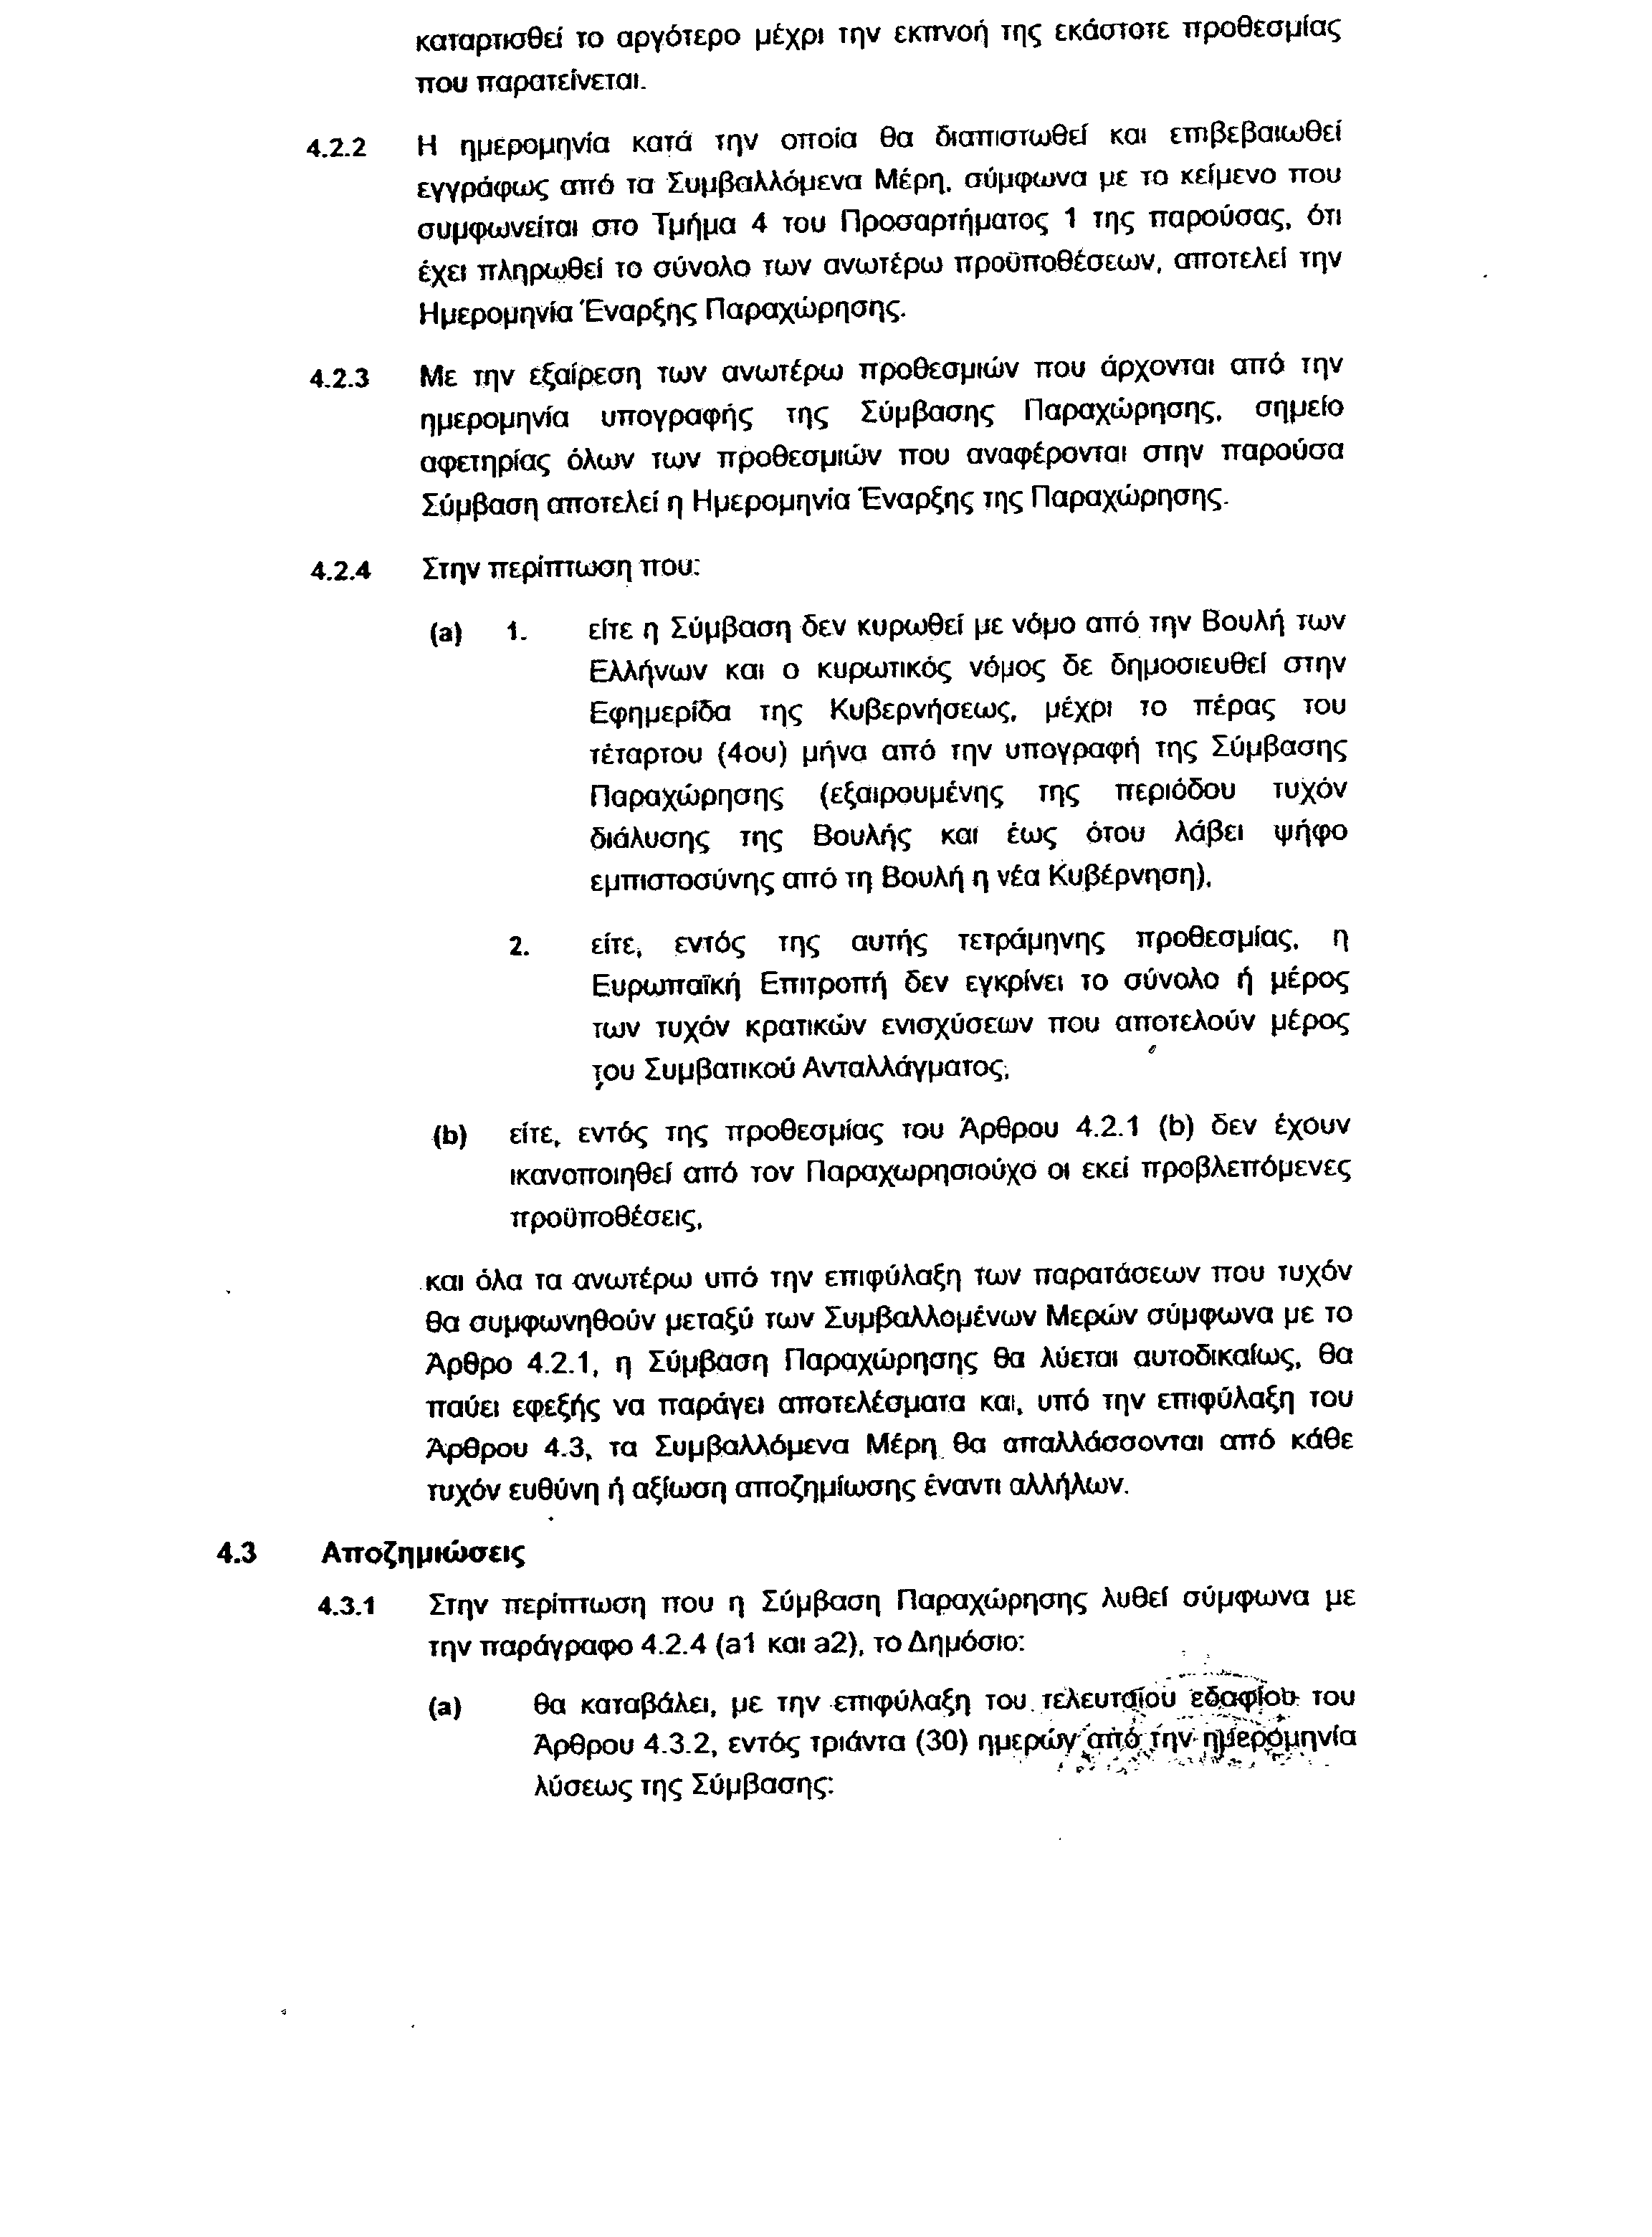 καταρτισθεί το αργότερο μέχρι την εκπνοή της εκάστοτε προθεσμίας
που παρατείνεται.
4.2.2 Η ημερομηνία κατά την οποία θα διαπιστωθεί και επιβεβαιωθεί
εγγράφως από τα Συμβαλλόμενα Μέρη, σύμφωνα με το κείμενο που
συμφωνείται στο Τμήμα 4 του Προσαρτήματος 1 της παρούσας, ότι
έχει πληρωθεί το σύνολο των ανωτέρω προϋποθέσεων, αποτελεί την
Ημερομηνία Έναρξης Παραχώρησης.
4.2.3 Με την εξαίρεση των ανωτέρω προθεσμιών που άρχονται από την
ημερομηνία υπογραφής της Σύμβασης Παραχώρησης, σημείο
αφετηρίας όλων των προθεσμιών που αναφέρονται στην παρούσα
Σύμβαση αποτελεί η Ημερομηνία Έναρξης της Παραχώρησης.
4.2.4 Στην περίπτωση που:
(a) 1. είτε η Σύμβαση δεν κυρωθεί με νόμο από την Βουλή των
Ελλήνων και ο κυρωτικός νόμος δε δημοσιευθεί στην
Εφημερίδα της Κυβερνήσεως, μέχρι το πέρας του
τέταρτου (4ου) μήνα από την υπογραφή της Σύμβασης
Παραχώρησης (εξαιρουμένης της περιόδου τυχόν
διάλυσης της Βουλής και έως ότου λάβει ψήφο
εμπιστοσύνης από τη Βουλή η νέα Κυβέρνηση),
2. είτε, εντός της αυτής τετράμηνης προθεσμίας, η
Ευρωπαϊκή Επιτροπή δεν εγκρίνει το σύνολο ή μέρος
των τυχόν κρατικών ενισχύσεων που αποτελούν μέρος
του Συμβατικού Ανταλλάγματος,
(b) είτε, εντός της προθεσμίας του Άρθρου 4.2.1 (b) δεν έχουν
ικανοποιηθεί από τον Παραχωρησιούχο οι εκεί προβλεπόμενες
προϋποθέσεις,
και όλα τα ανωτέρω υπό την επιφύλαξη των παρατάσεων που τυχόν
θα συμφωνηθούν μεταξύ των Συμβαλλομένων Μερών σύμφωνα με το
Άρθρο 4.2.1, η Σύμβαση Παραχώρησης θα λύεται αυτοδικαίως, θα
παύει εφεξής να παράγει αποτελέσματα και, υπό την επιφύλαξη του
Άρθρου 4.3, τα Συμβαλλόμενα Μέρη θα απαλλάσσονται από κάθε
τυχόν ευθύνη ή αξίωση αποζημίωσης έναντι αλλήλων.
4.3 Αποζημιώσεις
4.3.1 Στην περίπτωση που η Σύμβαση Παραχώρησης λυθεί σύμφωνα με
την παράγραφο 4.2.4 (a1 και a2), το Δημόσιο:
(a) θα καταβάλει, με την επιφύλαξη του τελευταίου εδαφίου του
Άρθρου 4.3.2, εντός τριάντα (30) ημερών από την ημερομηνία
λύσεως της Σύμβασης: